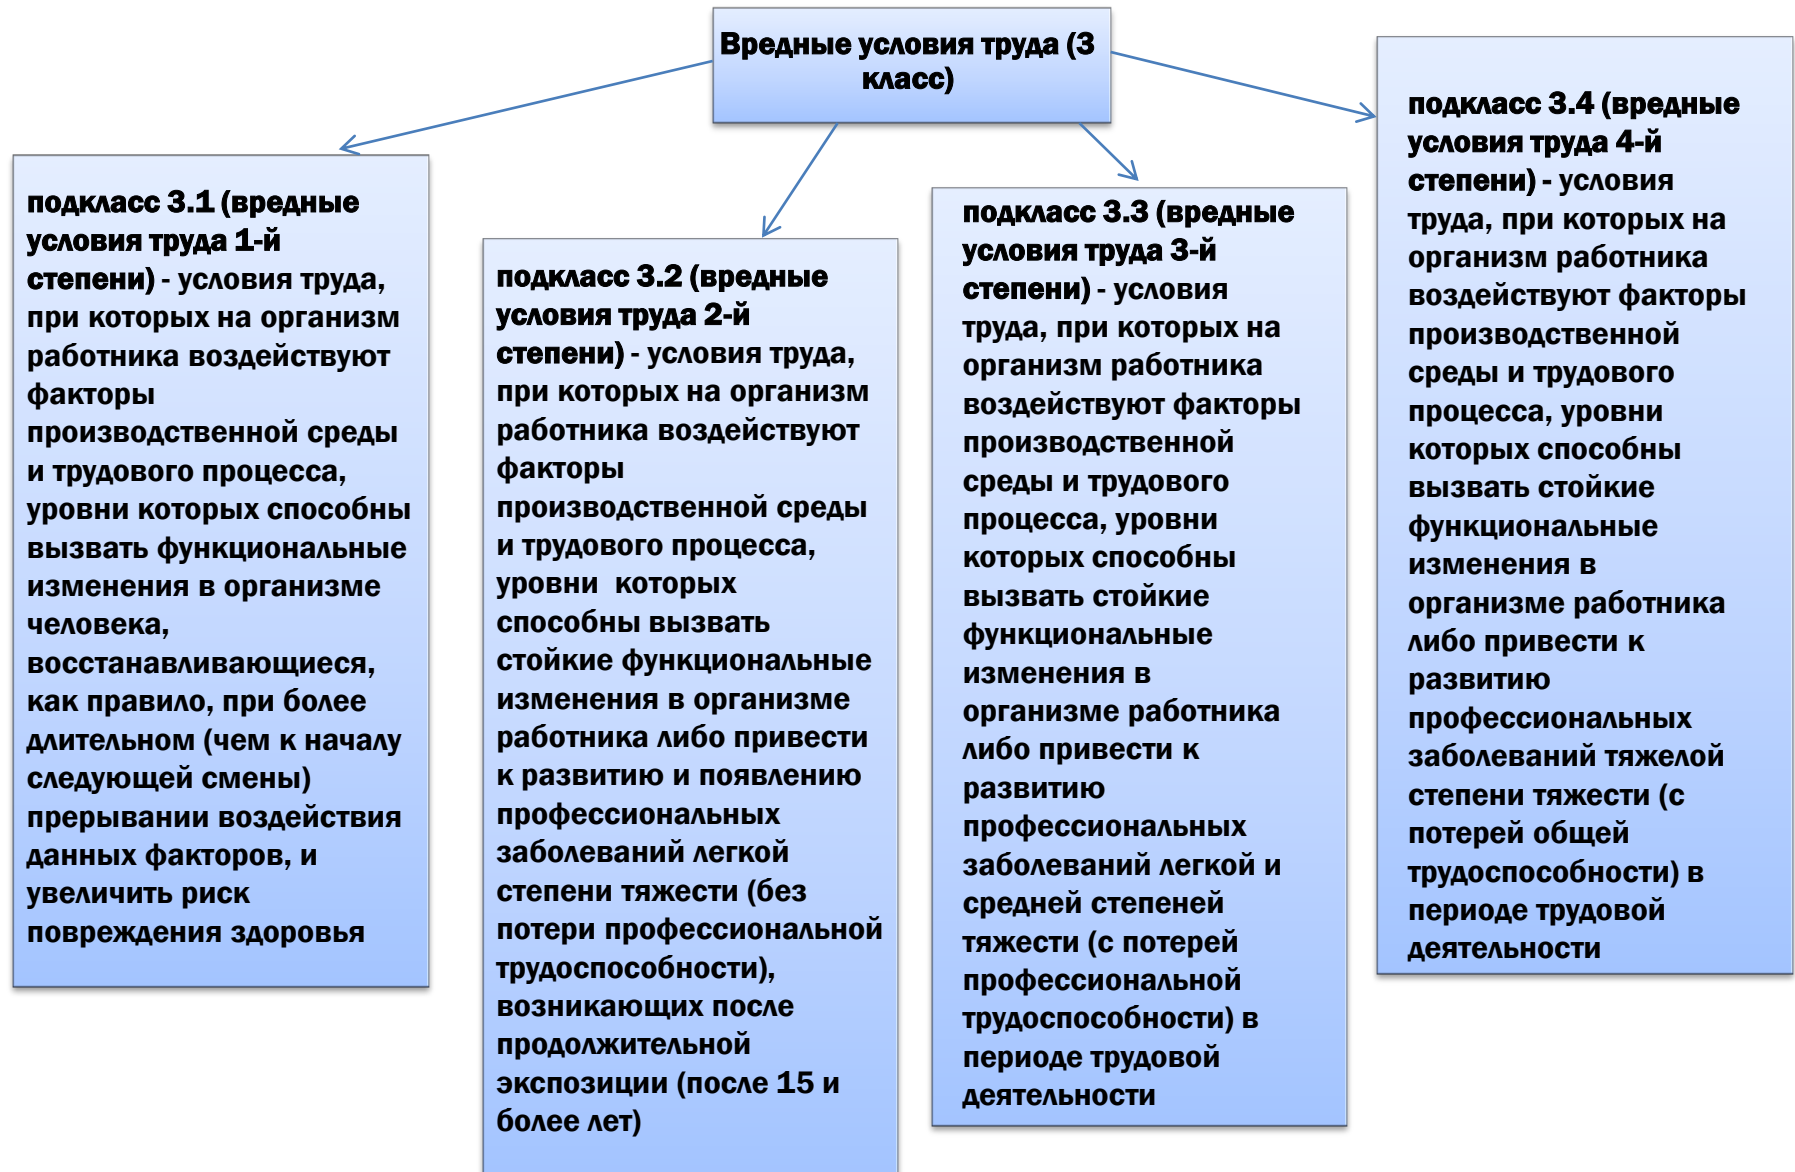 Вредные условия труда (3
класс)
подкласс 3.1 (вредные
условия труда 1-й
степени) - условия труда,
при которых на организм
работника воздействуют
факторы
производственной среды
и трудового процесса,
уровни которых способны
вызвать функциональные
изменения в организме
человека,
восстанавливающиеся,
как правило, при более
длительном (чем к началу
следующей смены)
прерывании воздействия
данных факторов, и
увеличить риск
повреждения здоровья
подкласс 3.2 (вредные
условия труда 2-й
степени) - условия труда,
при которых на организм
работника воздействуют
факторы
производственной среды
и трудового процесса,
уровни которых
способны вызвать
стойкие функциональные
изменения в организме
работника либо привести
к развитию и появлению
профессиональных
заболеваний легкой
степени тяжести (без
потери профессиональной
трудоспособности),
возникающих после
продолжительной
экспозиции (после 15 и
более лет)
подкласс 3.3 (вредные
условия труда 3-й
степени) - условия
труда, при которых на
организм работника
воздействуют факторы
производственной
среды и трудового
процесса, уровни
которых способны
вызвать стойкие
функциональные
изменения в
организме работника
либо привести к
развитию
профессиональных
заболеваний легкой и
средней степеней
тяжести (с потерей
профессиональной
трудоспособности) в
периоде трудовой
деятельности
подкласс 3.4 (вредные
условия труда 4-й
степени) - условия
труда, при которых на
организм работника
воздействуют факторы
производственной
среды и трудового
процесса, уровни
которых способны
вызвать стойкие
функциональные
изменения в
организме работника
либо привести к
развитию
профессиональных
заболеваний тяжелой
степени тяжести (с
потерей общей
трудоспособности) в
периоде трудовой
деятельности